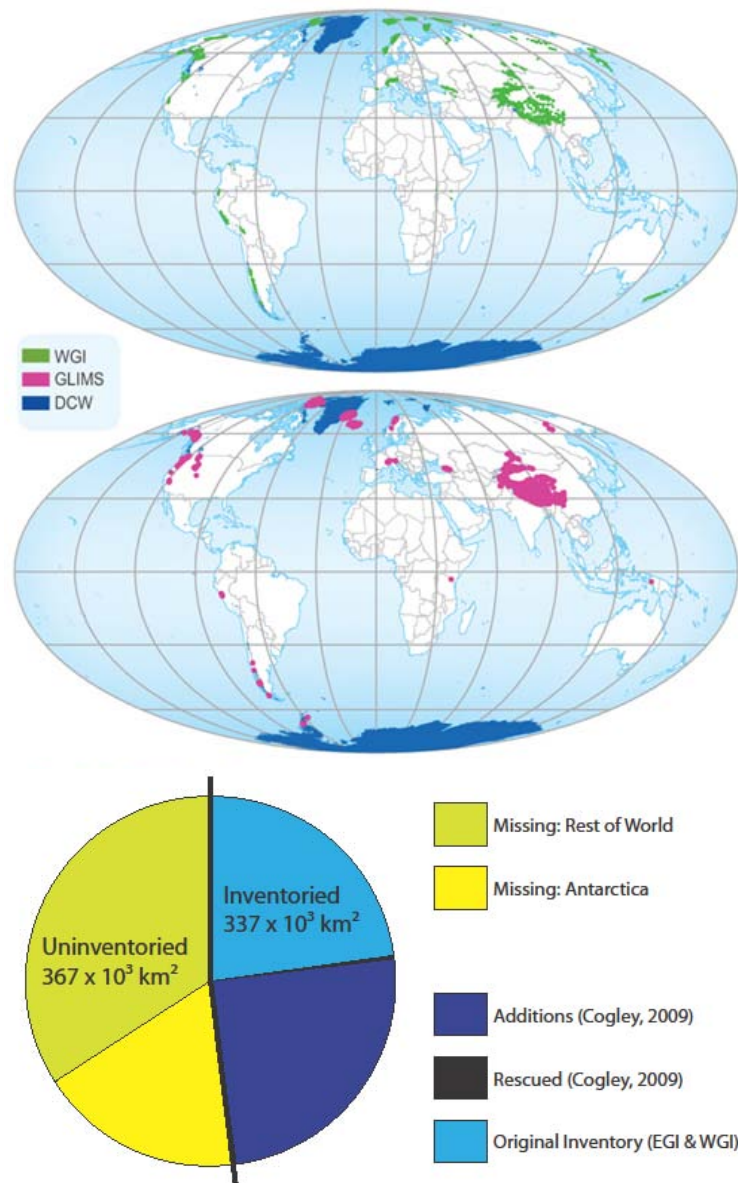 WGI
GLIMS
DCW
Inventoried
337 x 10³ km²
Uninventoried
367 x 10³ km²
Missing: Rest of World
Missing: Antarctica
Additions (Cogley, 2009)
Rescued (Cogley, 2009)
Original Inventory (EGI & WGI)